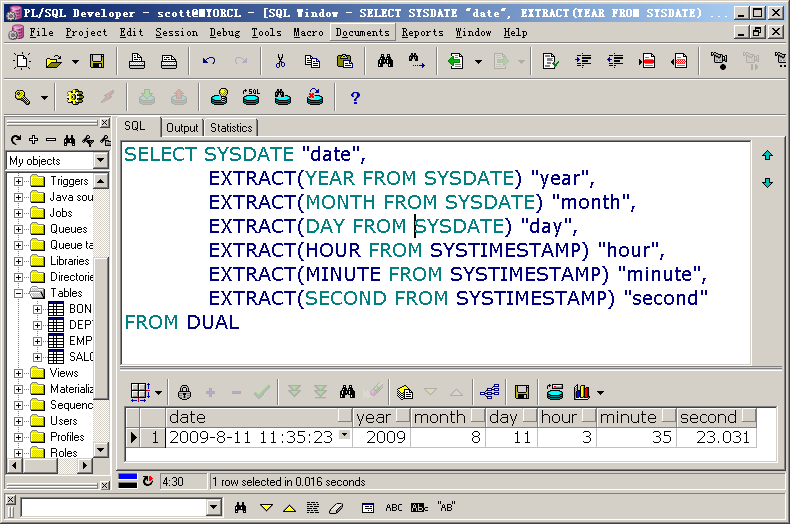 PL/SQL Developer - scott@MYORCL - [SQL Window - SELECT SYSDATE "date", EXTRACT(YEAR FROM SYSDATE) ...
File Project Edit Session Debug Tools Macro Documents Reports Window Help
SQL
SQL Output Statistics
My objects
Triggers
Java sou
Jobs
Queues
Queue ta
Libraries
Directorie
Tables
BON
DEPT
EMP
SALG
Views
Materializ
Sequenc
Users
Profiles
Roles
SELECT SYSDATE "date",
EXTRACT(YEAR FROM SYSDATE) "year",
EXTRACT(MONTH FROM SYSDATE) "month",
EXTRACT(DAY FROM SYSDATE) "day",
EXTRACT(HOUR FROM SYSTIMESTAMP) "hour",
EXTRACT(MINUTE FROM SYSTIMESTAMP) "minute",
EXTRACT(SECOND FROM SYSTIMESTAMP) "second"
FROM DUAL
date year month day hour minute second
1 2009-8-11 11:35:23 2009 8 11 3 35 23.031
4:30 1 row selected in 0.016 seconds
ABC ABc "AB"